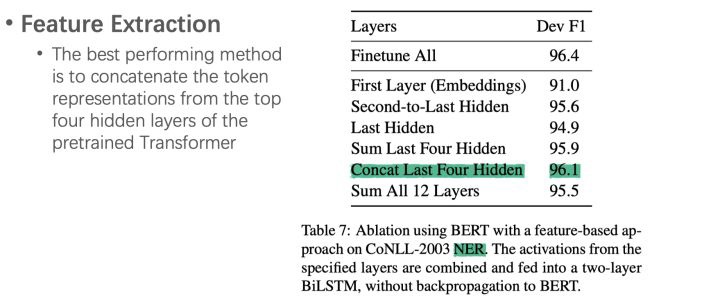 • Feature Extraction
• The best performing method
is to concatenate the token
representations from the top
four hidden layers of the
pretrained Transformer
Layers Dev F1
Finetune All 96.4
First Layer (Embeddings) 91.0
Second-to-Last Hidden 95.6
Last Hidden 94.9
Sum Last Four Hidden 95.9
Concat Last Four Hidden 96.1
Sum All 12 Layers 95.5
Table 7: Ablation using BERT with a feature-based ap-
proach on CoNLL-2003 NER. The activations from the
specified layers are combined and fed into a two-layer
BiLSTM, without backpropagation to BERT.